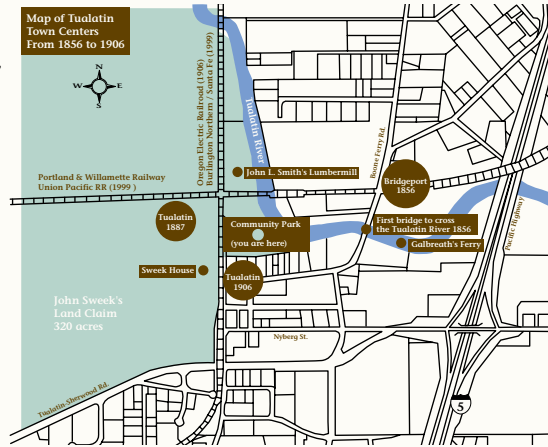 Map of Tualatin
Town Centers
From 1856 to 1906
N
W
E
S
Oregon Electric Railroad (1906)
Burlington Northern / Santa Fe (1999)
Tualatin River
Boone Ferry Rd.
John L. Smith's Lumbermill
Portland & Willamette Railway
Union Pacific RR (1999 )
Bridgeport
1856
Tualatin
1887
Community Park
(you are here)
First bridge to cross
the Tualatin River 1856
Galbreath's Ferry
Pacific Highway
Sweek House
Tualatin
1906
John Sweek's
Land Claim
320 acres
Nyberg St.
Tualatin-Sherwood Rd.
5